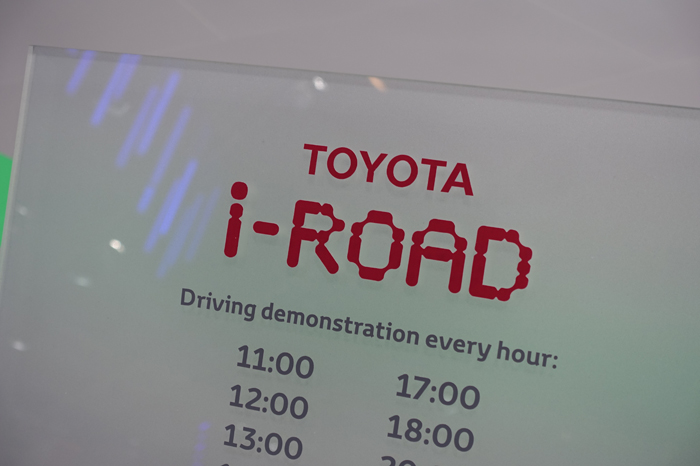 TOYOTA
i-ROAD
Driving demonstration every hour:
11:00 17:00
12:00 18:00
13:00